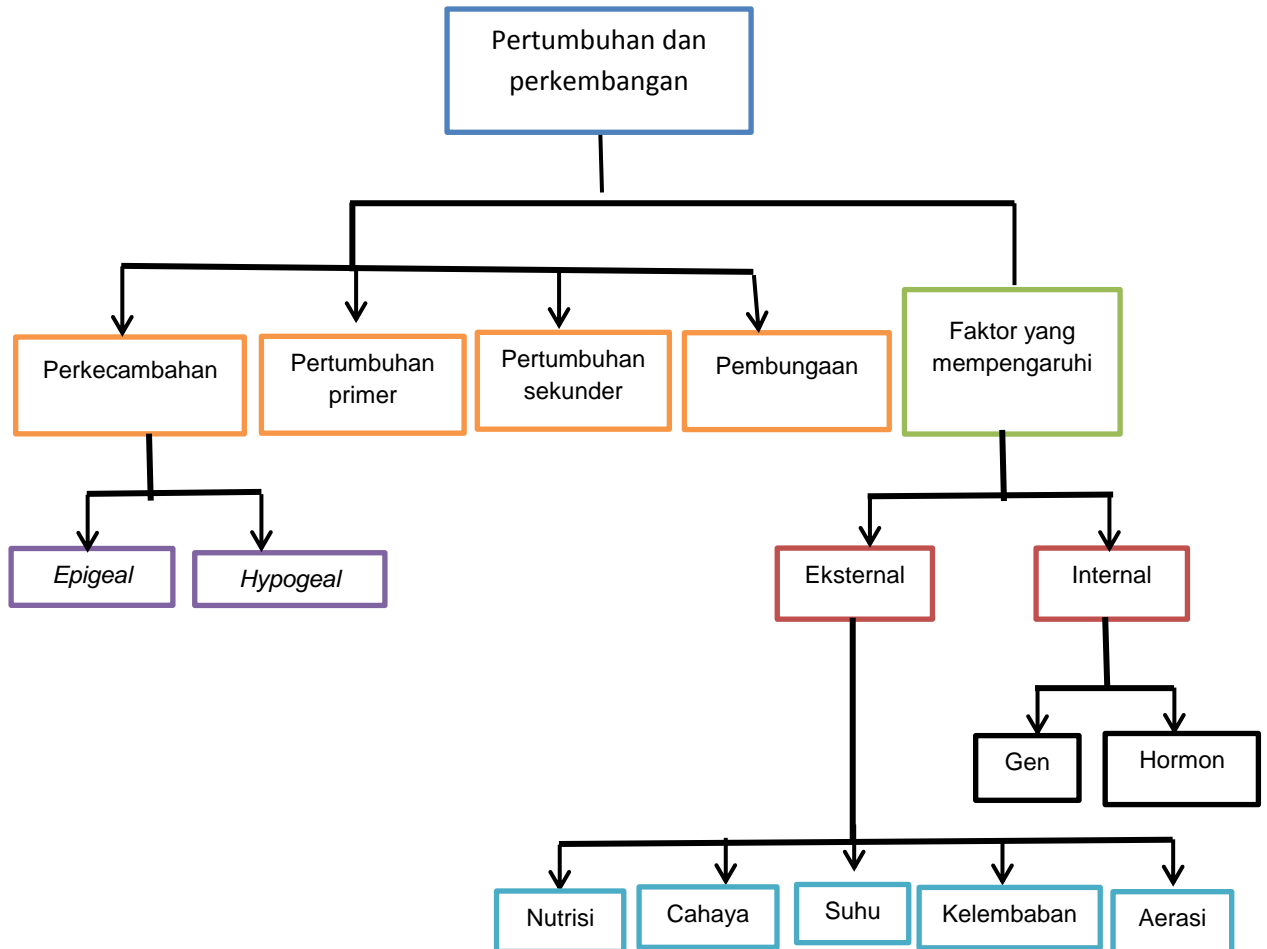 Pertumbuhan dan
perkembangan
Perkecambahan
Pertumbuhan
primer
Pertumbuhan
sekunder
Pembungaan
Faktor yang
mempengaruhi
Epigeal
Hypogeal
Eksternal
Internal
Gen
Hormon
Nutrisi
Cahaya
Suhu
Kelembaban
Aerasi